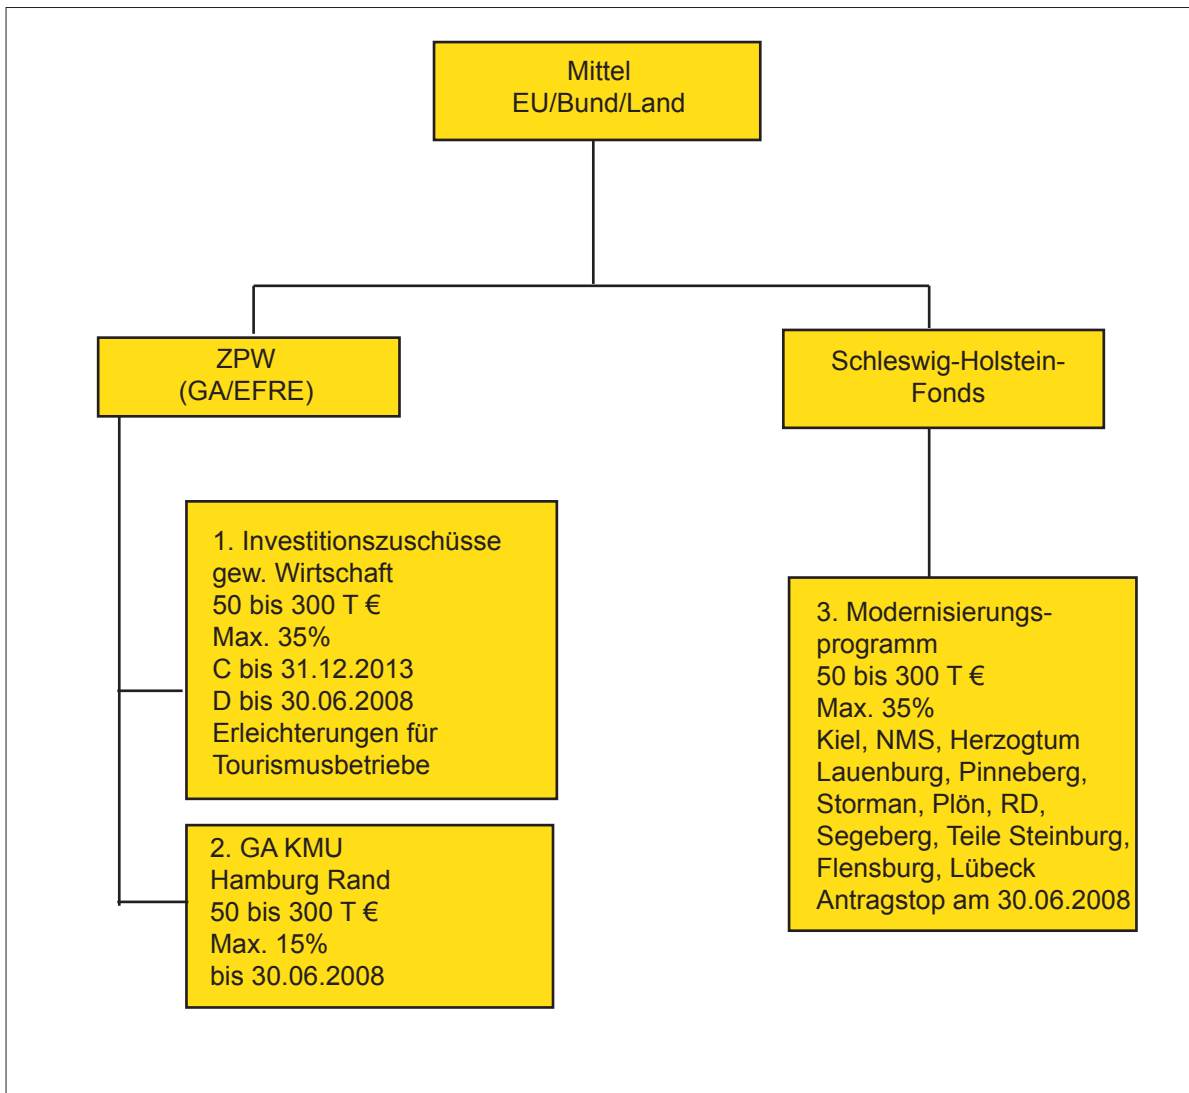 Mittel
EU/Bund/Land
ZPW
(GA/EFRE)
Schleswig-Holstein-
Fonds
1. Investitionszuschüsse
gew. Wirtschaft
50 bis 300 T €
Max. 35%
C bis 31.12.2013
D bis 30.06.2008
Erleichterungen für
Tourismusbetriebe
2. GA KMU
Hamburg Rand
50 bis 300 T €
Max. 15%
bis 30.06.2008
3. Modernisierungs-
programm
50 bis 300 T €
Max. 35%
Kiel, NMS, Herzogtum
Lauenburg, Pinneberg,
Storman, Plön, RD,
Segeberg, Teile Steinburg,
Flensburg, Lübeck
Antragstop am 30.06.2008